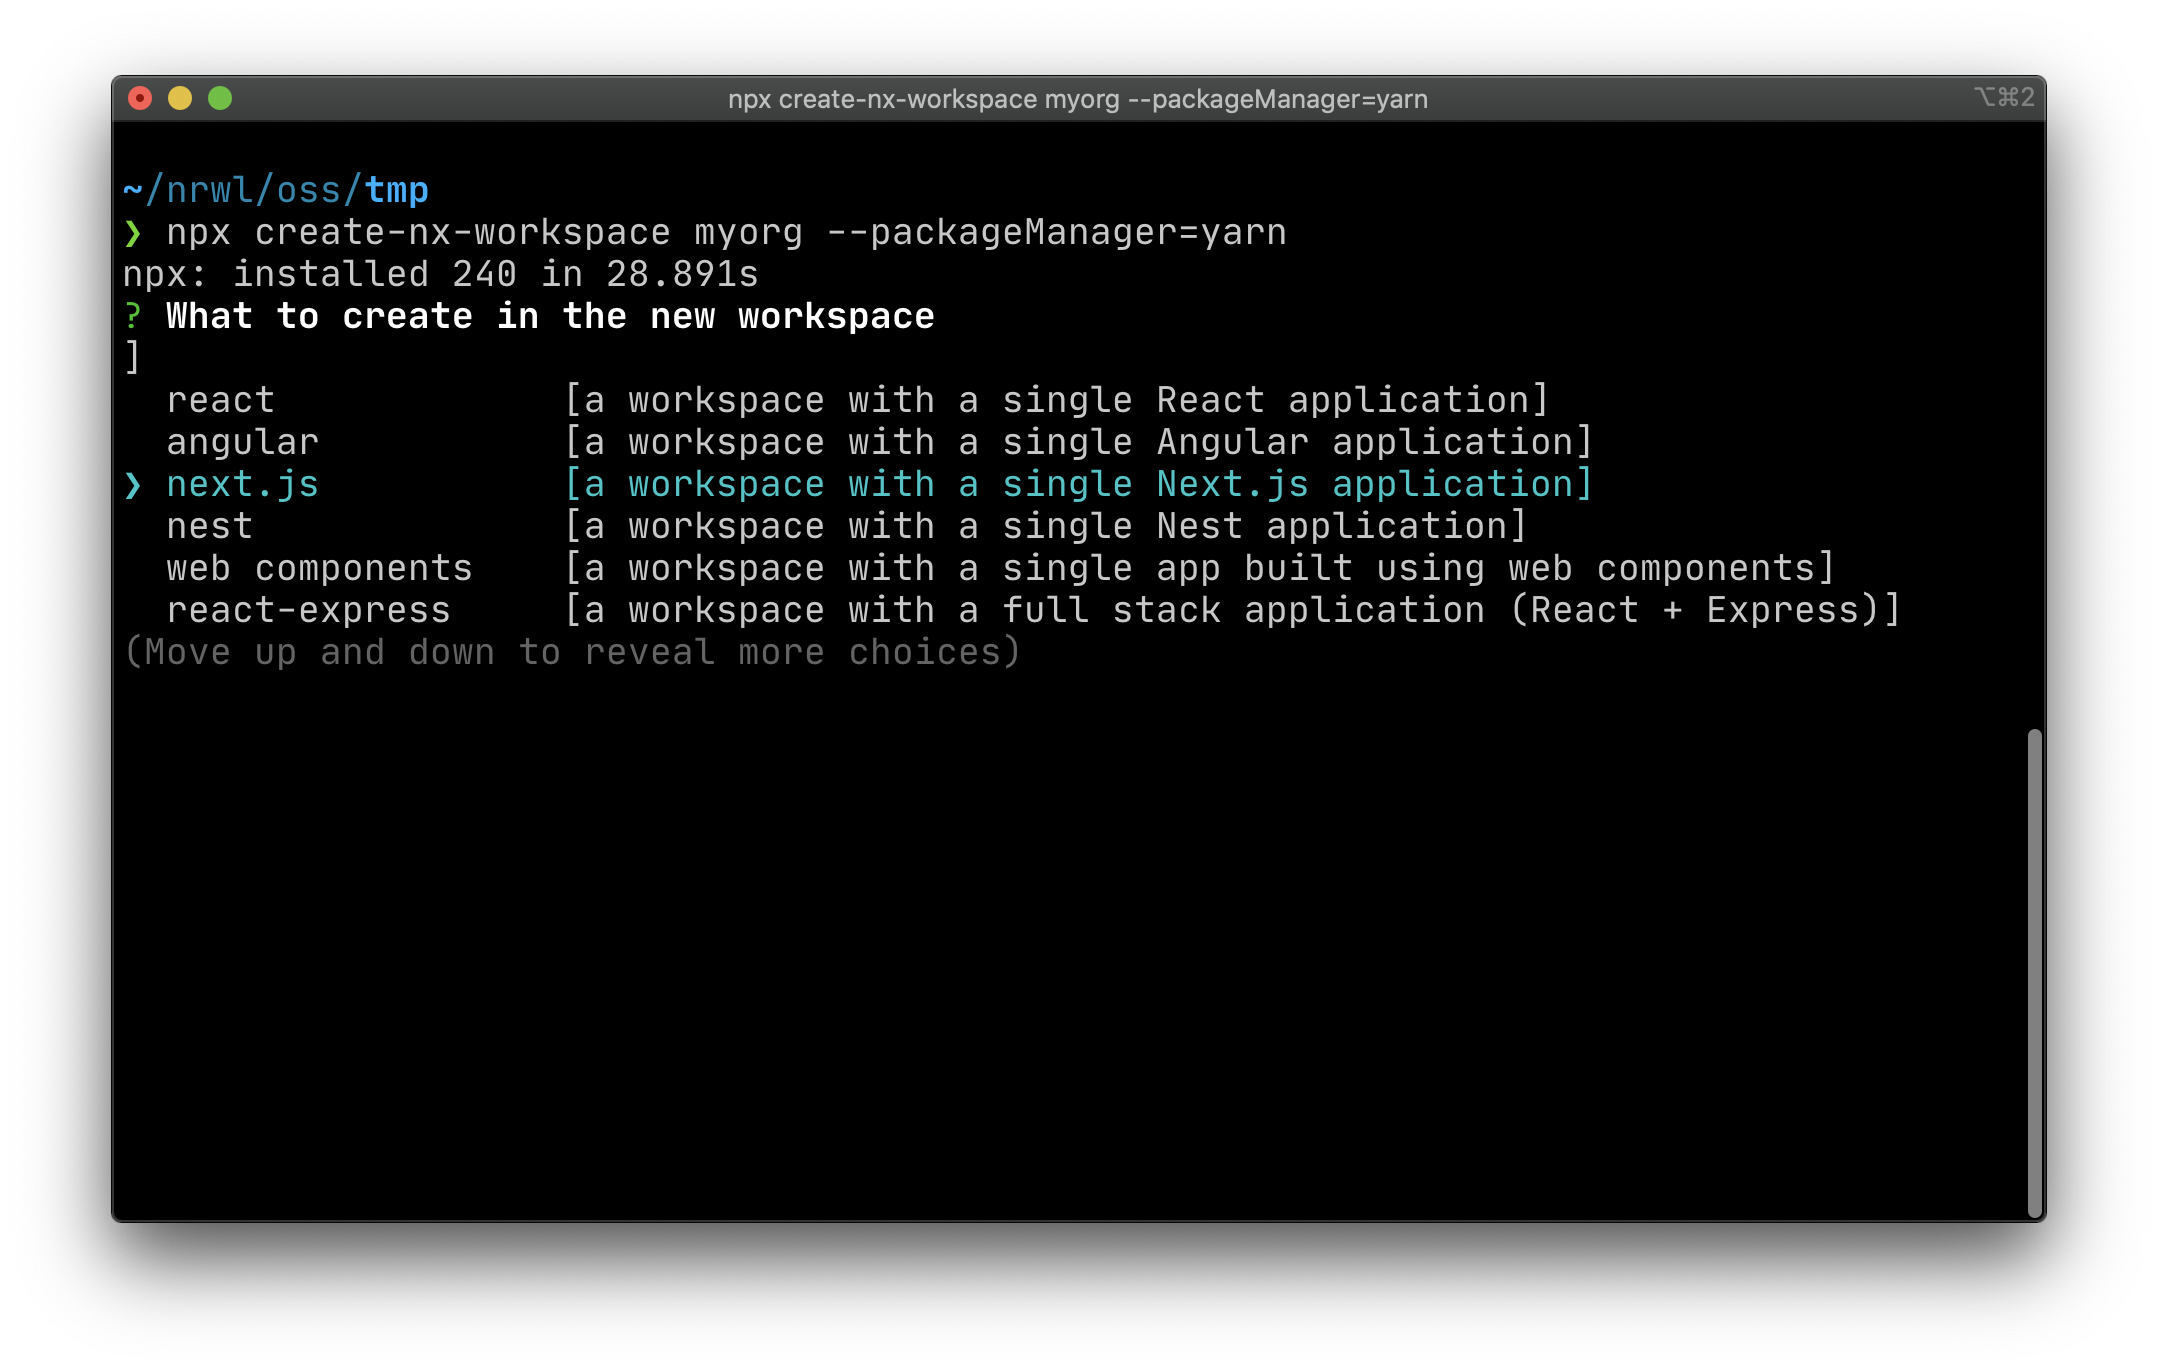 npx create-nx-workspace myorg --packageManager=yarn
⌥⌘2
~/nrwl/oss/tmp
❯ npx create-nx-workspace myorg --packageManager=yarn
npx: installed 240 in 28.891s
? What to create in the new workspace
]
react [a workspace with a single React application]
angular [a workspace with a single Angular application]
❯ next.js [a workspace with a single Next.js application]
nest [a workspace with a single Nest application]
web components [a workspace with a single app built using web components]
react-express [a workspace with a full stack application (React + Express)]
(Move up and down to reveal more choices)